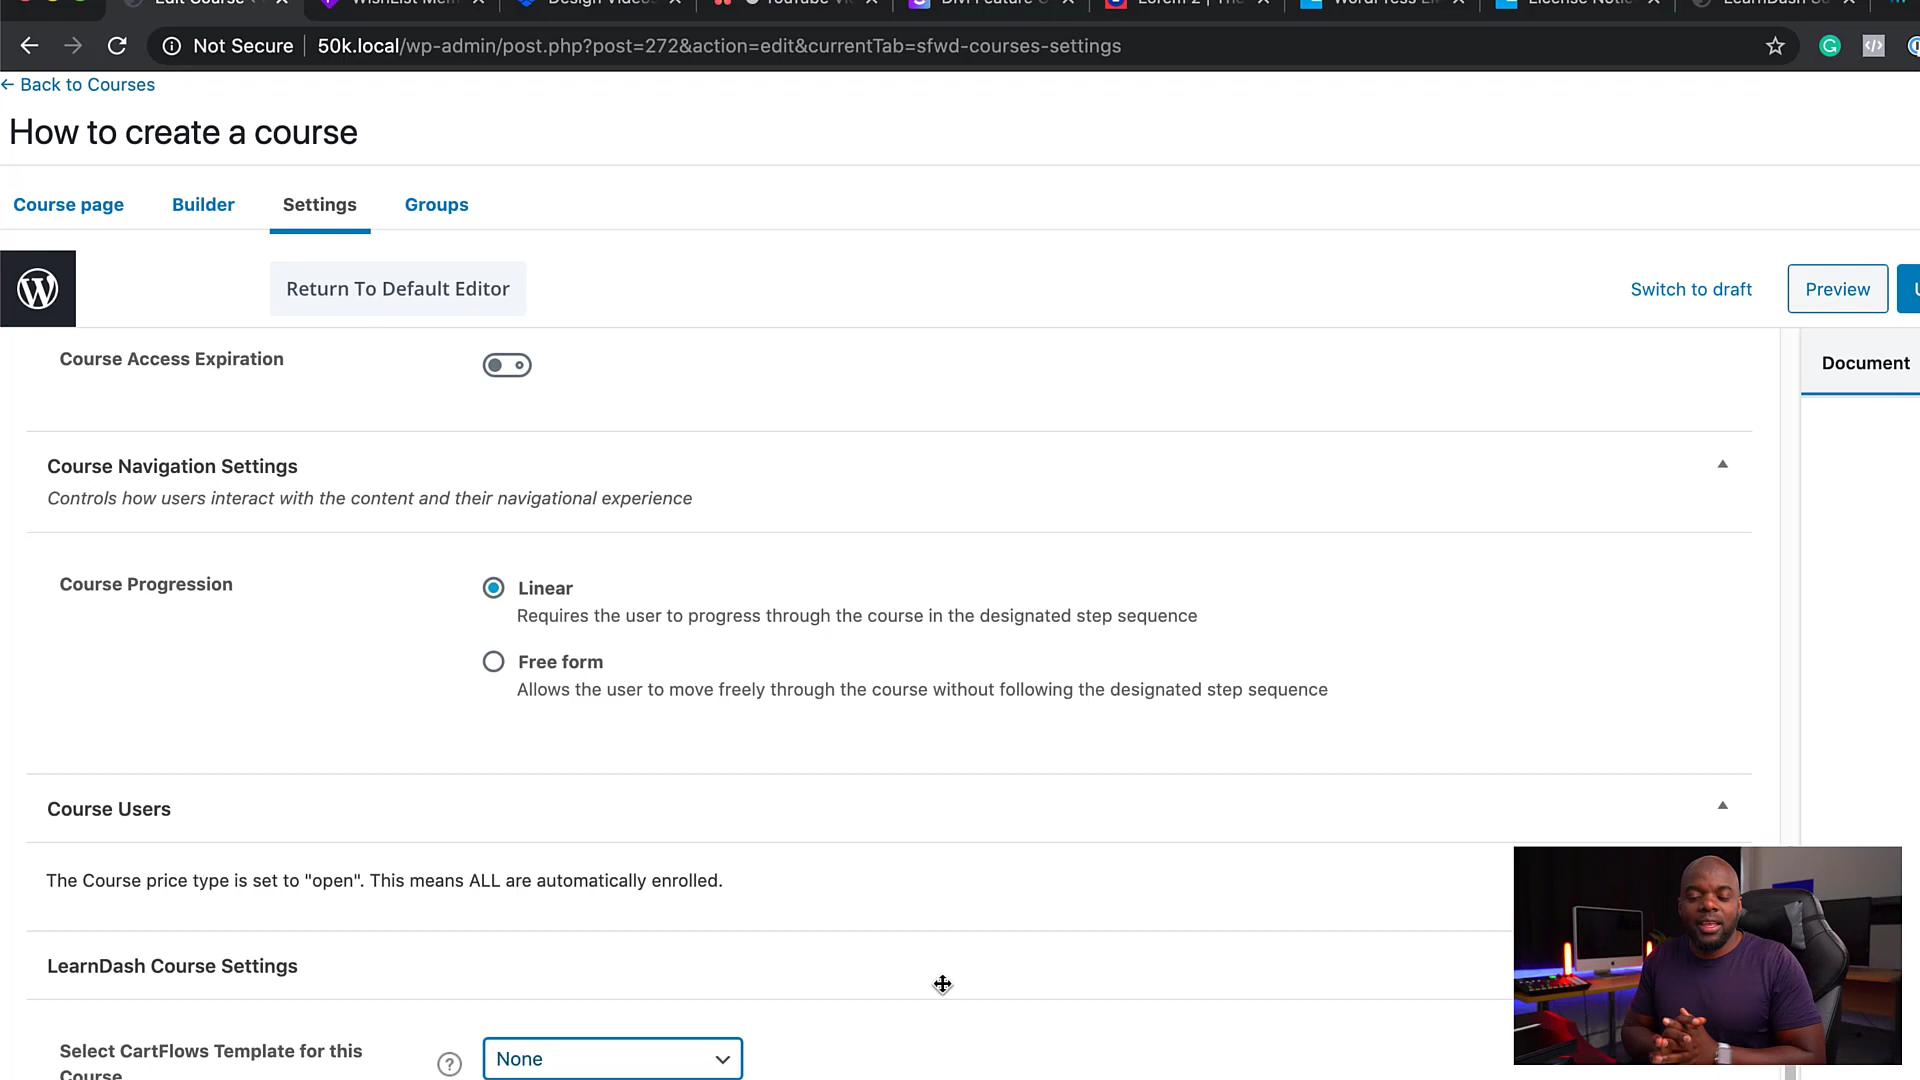 Edit Course
WishList Mem
Design Videos
YouTube Vi
Divi Feature
Lorem 2 | The
WordPress
License Notic
LearnDash
Not Secure | 50k.local/wp-admin/post.php?post=272&action=edit&currentTab=sfwd-courses-settings
← Back to Courses
How to create a course
Course page
Builder
Settings
Groups
Return To Default Editor
Switch to draft
Preview
Course Access Expiration
Document
Course Navigation Settings
Controls how users interact with the content and their navigational experience
Course Progression
Linear
Requires the user to progress through the course in the designated step sequence
Free form
Allows the user to move freely through the course without following the designated step sequence
Course Users
The Course price type is set to "open". This means ALL are automatically enrolled.
LearnDash Course Settings
Select CartFlows Template for this
Course
None